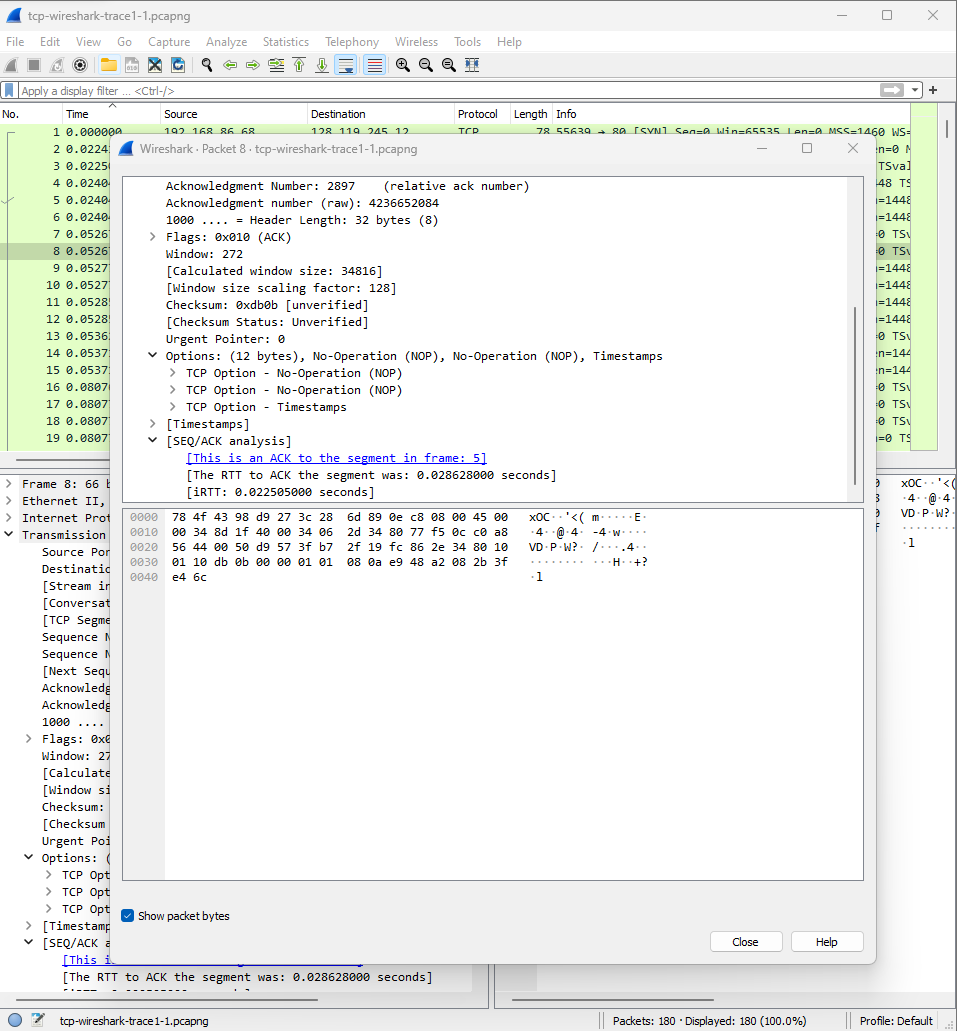 tcp-wireshark-trace1-1.pcapng
File Edit View Go Capture Analyze Statistics Telephony Wireless Tools Help
Apply a display filter ... <Ctrl-/>
No. Time Source Destination Protocol Length Info
1 0.000000 192.168.86.68 128.119.245.12 TCP 78 55639 → 80 [SYN] Seq=0 Win=65535 Len=0 MSS=1460 WS=
2 0.0224
3 0.0225 TSval
4 0.02404 448 TS
5 0.02404 =1448
6 0.02404 =1448
7 0.0526 =0 TSv
8 0.0526 =0 TSv
9 0.0527 =1448
10 0.0527 =1448
11 0.0528 =1448
12 0.0528 =1448
13 0.0536 =1448
14 0.0537 n=144
15 0.0537 n=144
16 0.0807 =0 TSv
17 0.0807 =0 TSv
18 0.0807 =0 TSv
19 0.0807 =0 TSv
Wireshark · Packet 8 · tcp-wireshark-trace1-1.pcapng
Acknowledgment Number: 2897 (relative ack number)
Acknowledgment number (raw): 4236652084
1000 .... = Header Length: 32 bytes (8)
Flags: 0x010 (ACK)
Window: 272
[Calculated window size: 34816]
[Window size scaling factor: 128]
Checksum: 0xdb0b [unverified]
[Checksum Status: Unverified]
Urgent Pointer: 0
Options: (12 bytes), No-Operation (NOP), No-Operation (NOP), Timestamps
TCP Option - No-Operation (NOP)
TCP Option - No-Operation (NOP)
TCP Option - Timestamps
[Timestamps]
[SEQ/ACK analysis]
[This is an ACK to the segment in frame: 5]
[The RTT to ACK the segment was: 0.028628000 seconds]
[iRTT: 0.022505000 seconds]
0000 78 4f 43 98 d9 27 3c 28 6d 89 0e c8 08 00 45 00 xOC··'<( m·····E·
0010 00 34 8d 1f 40 00 34 06 2d 34 80 77 f5 0c c0 a8 ·4··@·4· -4·w····
0020 56 44 00 50 d9 57 3f b7 2f 19 fc 86 2e 34 80 10 VD·P·W?· /····.4··
0030 01 10 db 0b 00 00 01 01 08 0a e9 48 a2 08 2b 3f ········ ···H··+?
0040 e4 6c ·l
Show packet bytes
Close Help
Frame 8: 66 b
Ethernet II,
Internet Prot
Transmission
Source Por
Destinatio
[Stream in
[Conversat
[TCP Segme
Sequence N
Sequence N
[Next Sequ
Acknowledg
Acknowledg
1000 ....
Flags: 0x0
Window: 27
[Calculate
[Window si
Checksum:
[Checksum
Urgent Poi
Options: (
TCP Opt
TCP Opt
TCP Opt
[Timestamp
[SEQ/ACK a
[This i
[The RTT to ACK the segment was: 0.028628000 seconds]
xOC··'<(
·4··@·4·
VD·P·W?·
········
·l
tcp-wireshark-trace1-1.pcapng
Packets: 180 · Displayed: 180 (100.0%)
Profile: Default